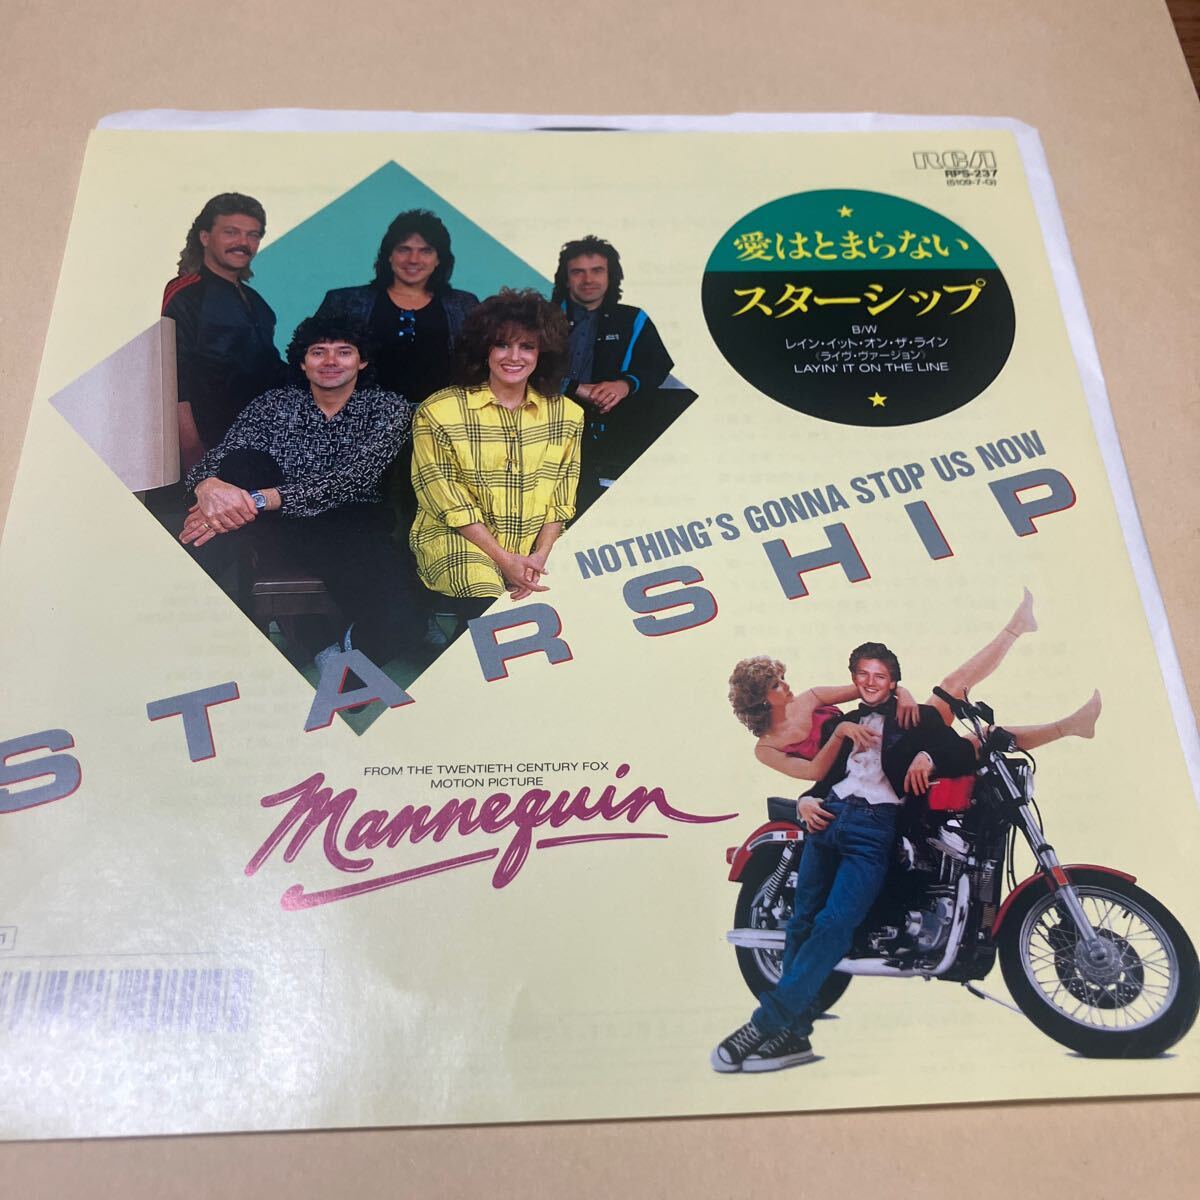 RCA
RPS-237
(5109-7-G)
愛はとまらない
スターシップ
B/W
レイン・イット・オン・ザ・ライン
《ライヴ・ヴァージョン》
LAYIN' IT ON THE LINE
NOTHING'S GONNA STOP US NOW
STARSHIP
FROM THE TWENTIETH CENTURY FOX
MOTION PICTURE
Mannequin